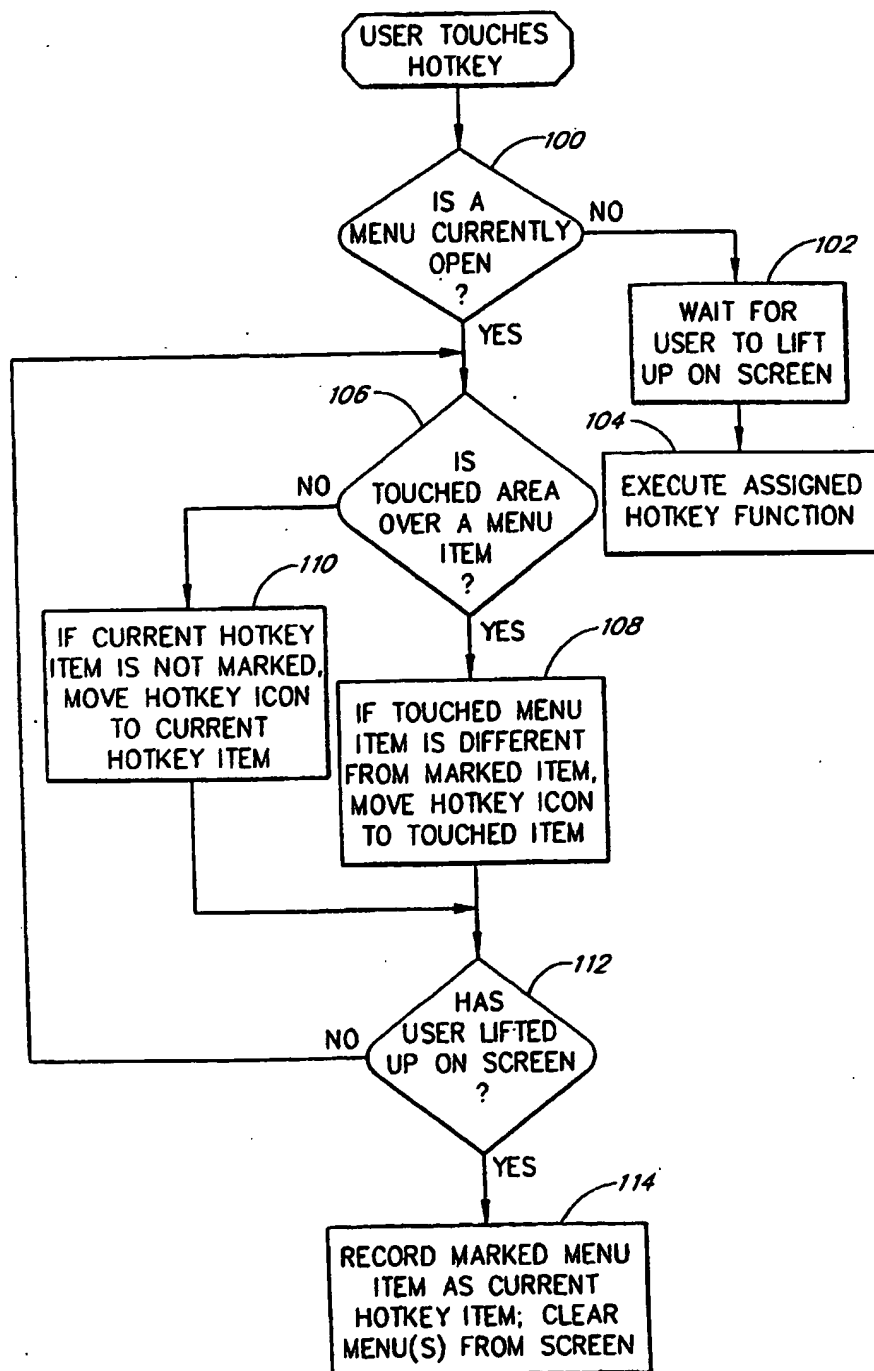 USER TOUCHES
HOTKEY
100
IS A
MENU CURRENTLY
OPEN
?
NO
YES
102
WAIT FOR
USER TO LIFT
UP ON SCREEN
104
EXECUTE ASSIGNED
HOTKEY FUNCTION
106
IS
TOUCHED AREA
OVER A MENU
ITEM
?
NO
YES
110
IF CURRENT HOTKEY
ITEM IS NOT MARKED,
MOVE HOTKEY ICON
TO CURRENT
HOTKEY ITEM
108
IF TOUCHED MENU
ITEM IS DIFFERENT
FROM MARKED ITEM,
MOVE HOTKEY ICON
TO TOUCHED ITEM
112
HAS
USER LIFTED
UP ON SCREEN
?
NO
YES
114
RECORD MARKED MENU
ITEM AS CURRENT
HOTKEY ITEM; CLEAR
MENU(S) FROM SCREEN